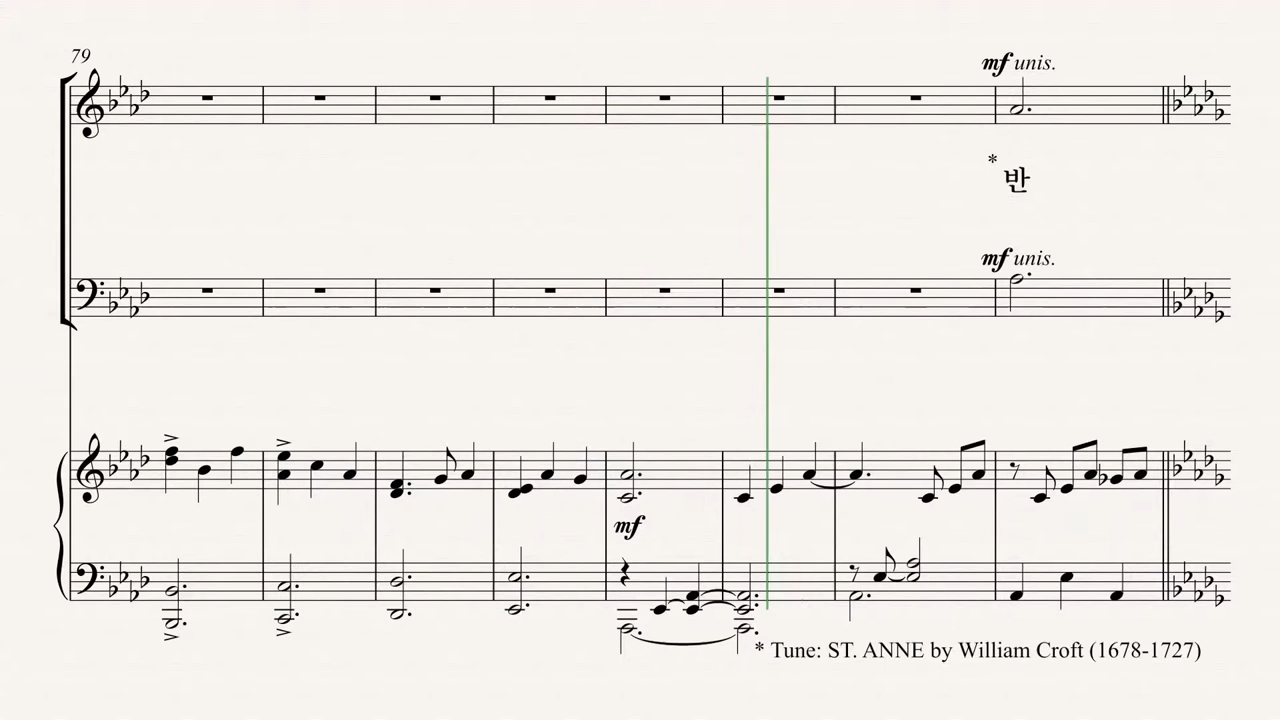 79
mf unis.
*
반
mf unis.
mf
* Tune: ST. ANNE by William Croft (1678-1727)